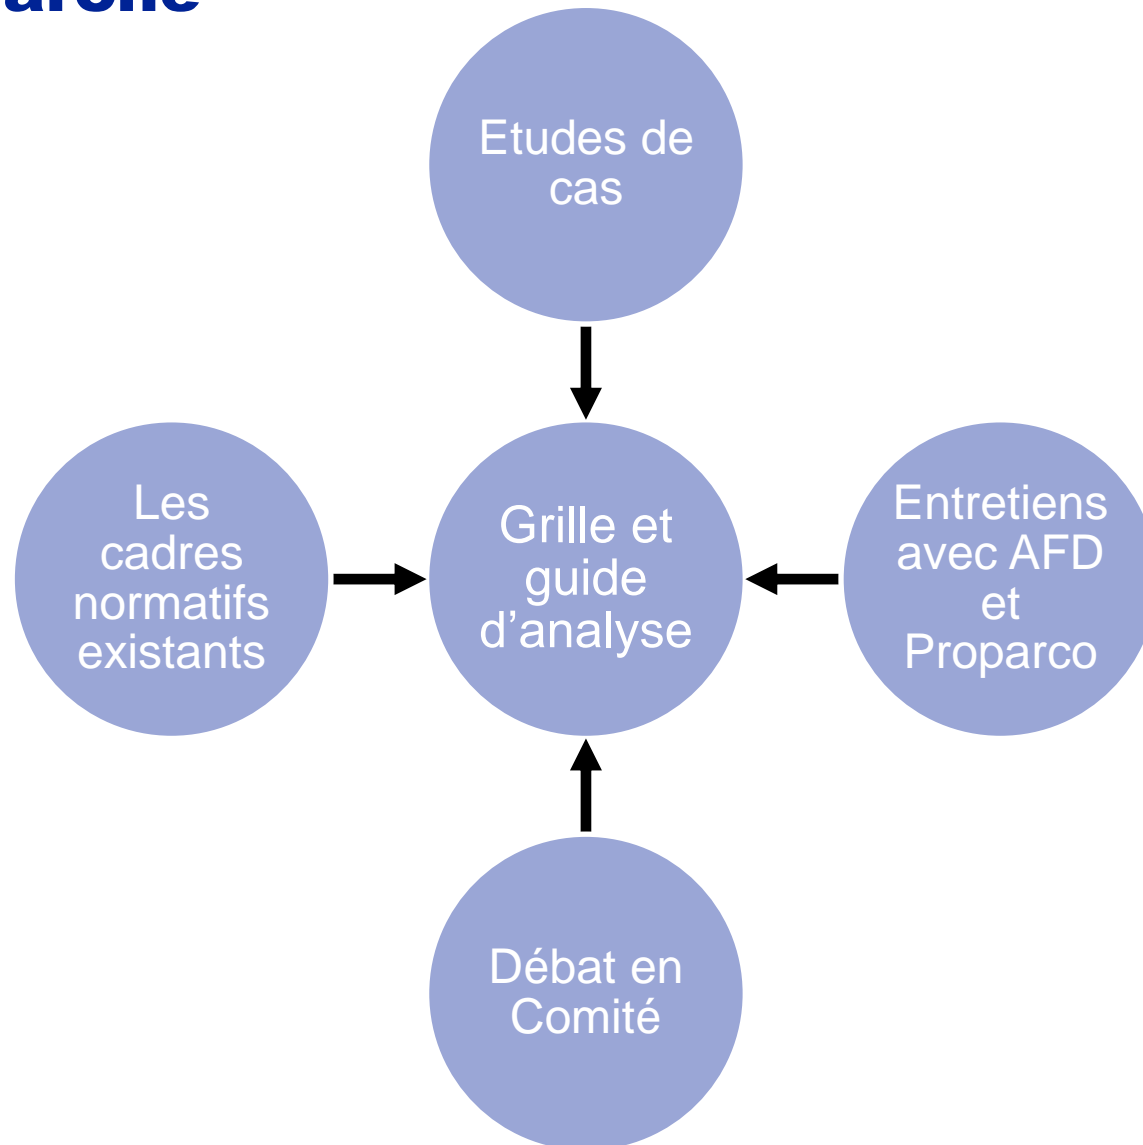 Etudes de
cas
Les
cadres
normatifs
existants
Grille et
guide
d’analyse
Entretiens
avec AFD
et
Proparco
Débat en
Comité